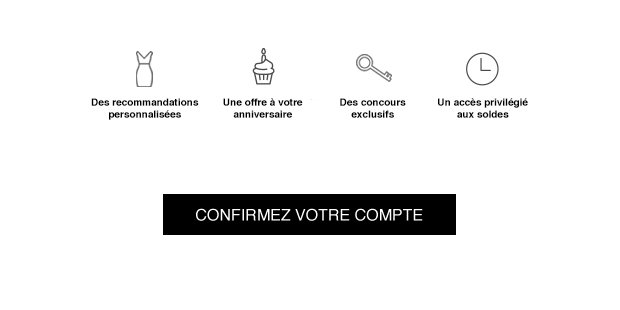 Des recommandations
personnalisées
Une offre à votre
anniversaire
Des concours
exclusifs
Un accès privilégié
aux soldes
CONFIRMEZ VOTRE COMPTE